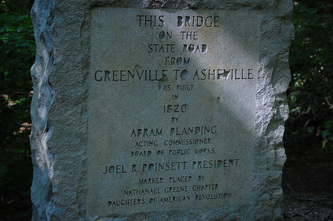 THIS BRIDGE
ON THE
STATE ROAD
FROM
GREENVILLE TO ASHEVILLE
WAS BUILT
IN
1820
BY
ABRAM BLANDING
ACTING COMMISSIONER
BOARD OF PUBLIC WORKS
JOEL R. POINSETT PRESIDENT
MARKER PLACED BY
NATHANAEL GREENE CHAPTER
DAUGHTERS OF AMERICAN REVOLUTION